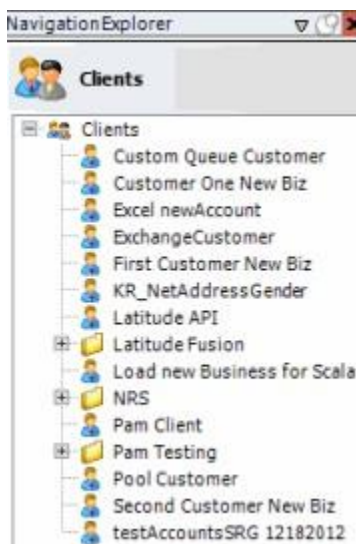 NavigationExplorer
Clients
Clients
Custom Queue Customer
Customer One New Biz
Excel newAccount
ExchangeCustomer
First Customer New Biz
KR_NetAddressGender
Latitude API
Latitude Fusion
Load new Business for Scala
NRS
Pam Client
Pam Testing
Pool Customer
Second Customer New Biz
testAccountsSRG 12182012